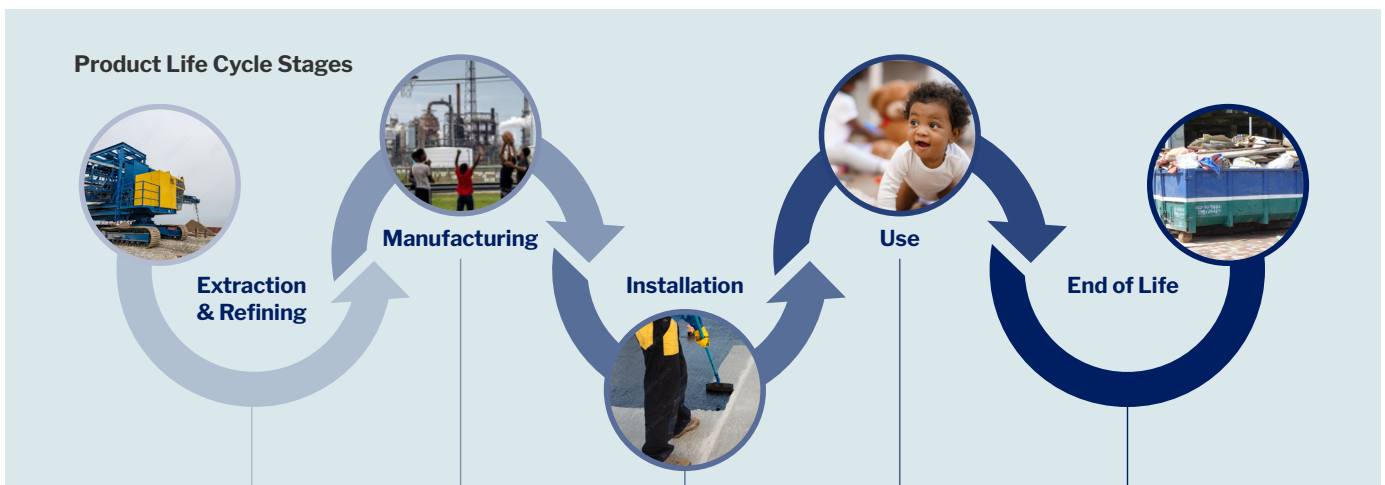 Product Life Cycle Stages
Manufacturing
Use
Extraction
& Refining
Installation
End of Life